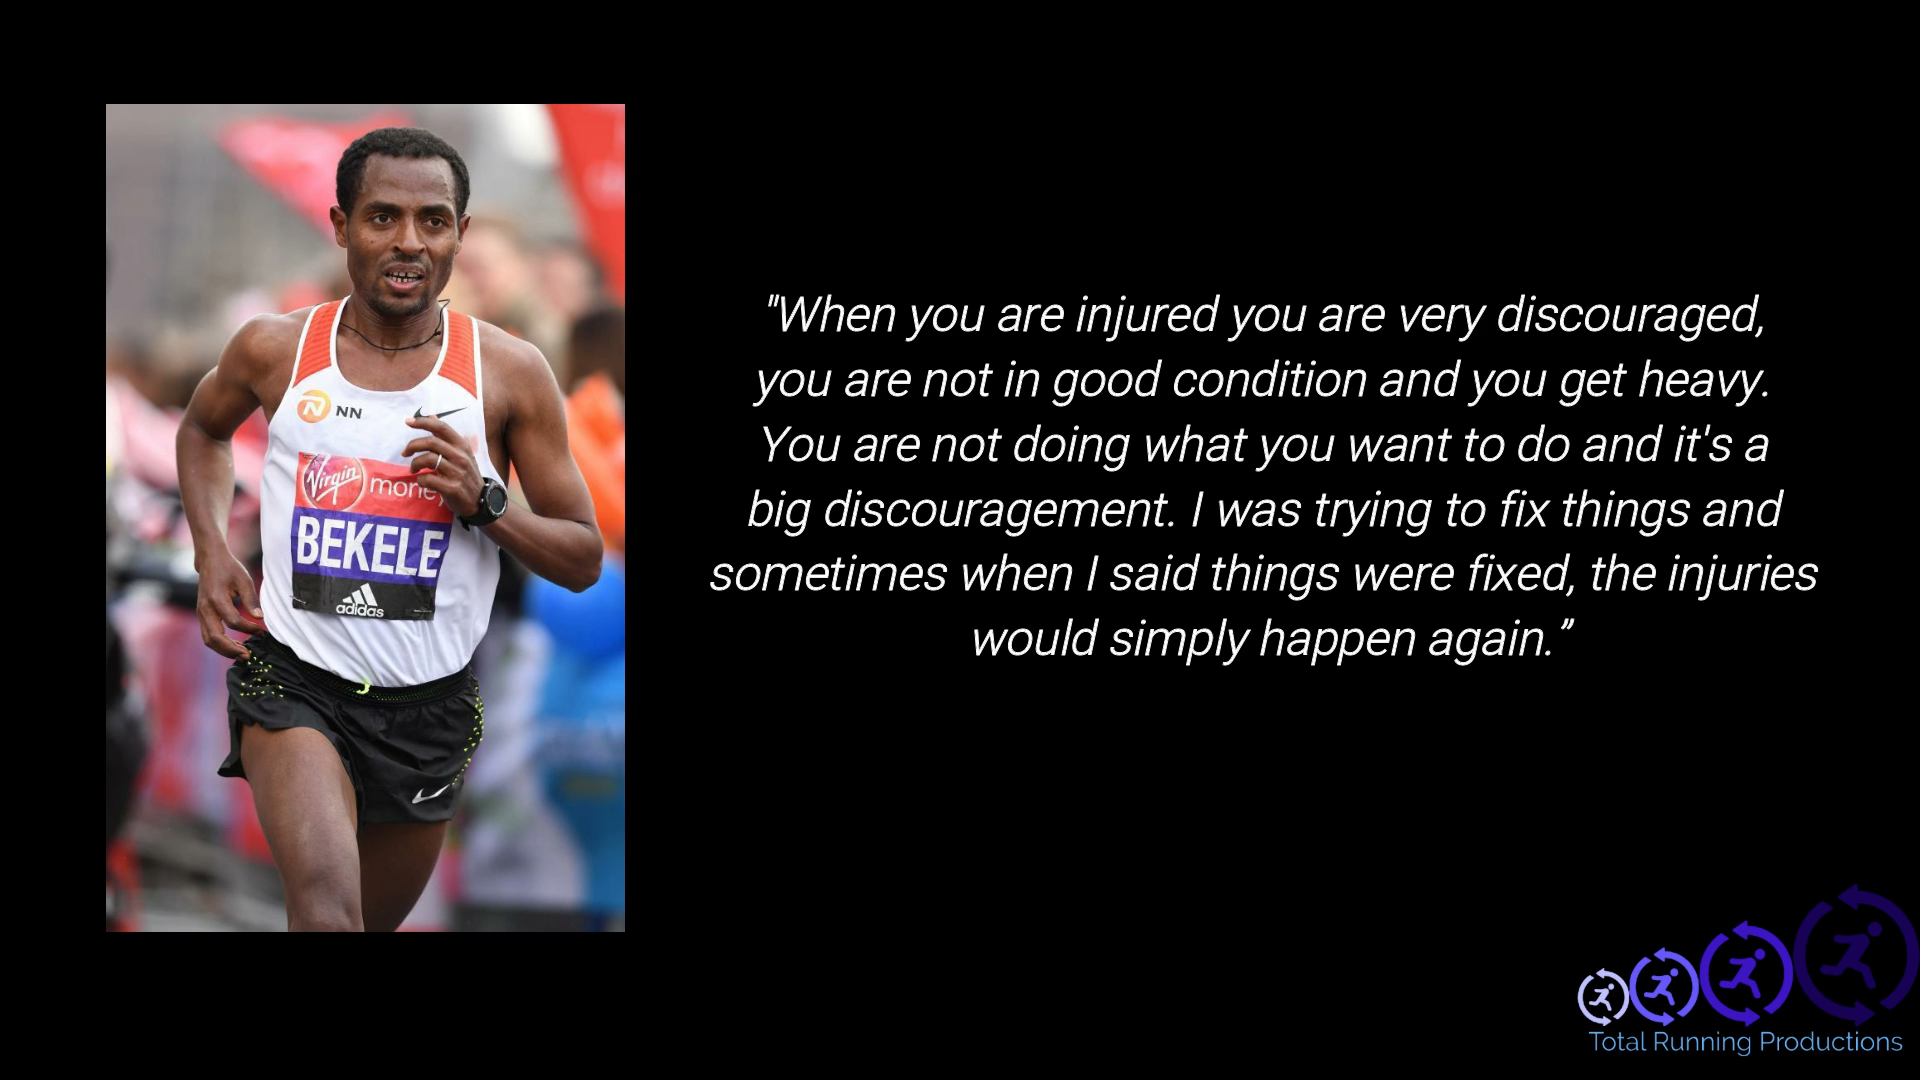 NN
Virgin money
BEKELE
adidas
"When you are injured you are very discouraged,
you are not in good condition and you get heavy.
You are not doing what you want to do and it's a
big discouragement. I was trying to fix things and
sometimes when I said things were fixed, the injuries
would simply happen again.”
Total Running Productions